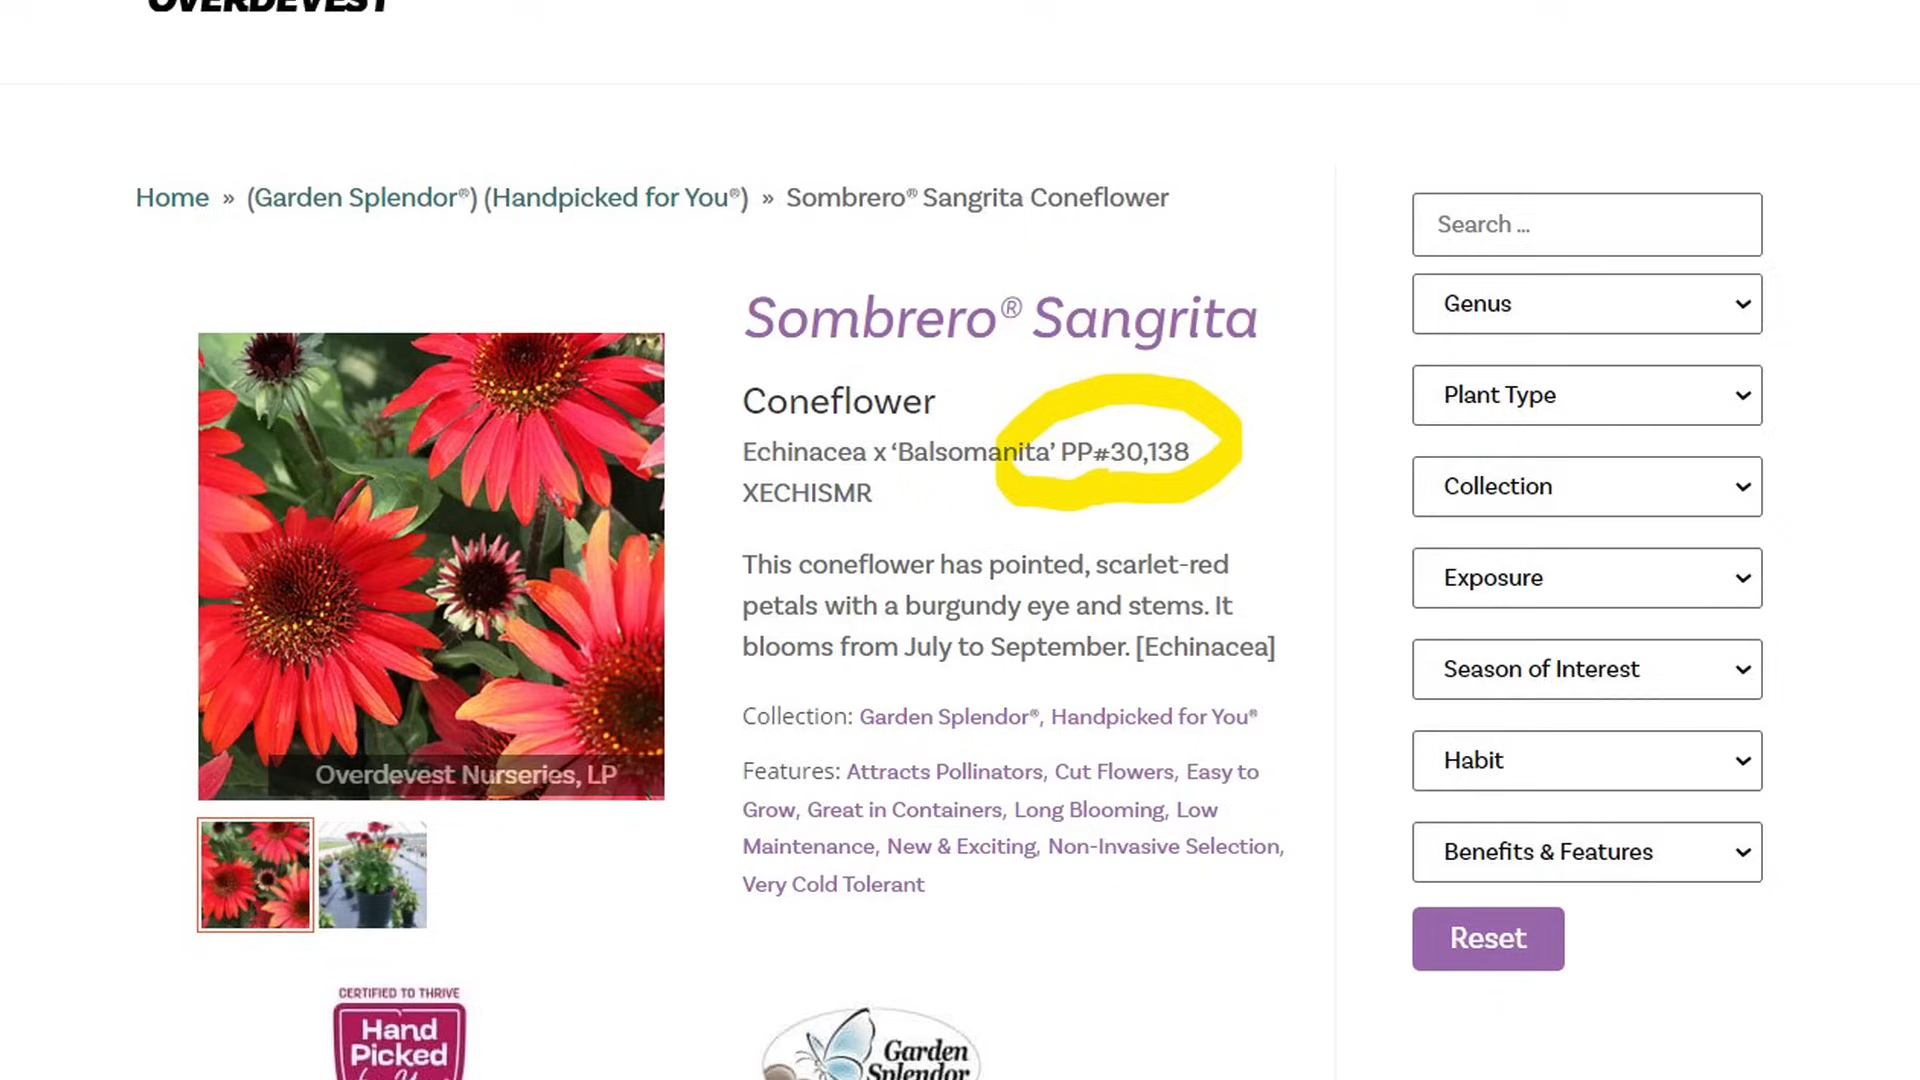 OVERDEVEST
Home » (Garden Splendor®) (Handpicked for You®) » Sombrero® Sangrita Coneflower
Sombrero® Sangrita
Coneflower
Echinacea x ‘Balsomanita’ PP#30,138
XECHISMR
This coneflower has pointed, scarlet-red
petals with a burgundy eye and stems. It
blooms from July to September. [Echinacea]
Collection: Garden Splendor®, Handpicked for You®
Features: Attracts Pollinators, Cut Flowers, Easy to
Grow, Great in Containers, Long Blooming, Low
Maintenance, New & Exciting, Non-Invasive Selection,
Very Cold Tolerant
Overdevest Nurseries, LP
CERTIFIED TO THRIVE
Hand
Picked
Garden
Splendor
Search ...
Genus
Plant Type
Collection
Exposure
Season of Interest
Habit
Benefits & Features
Reset